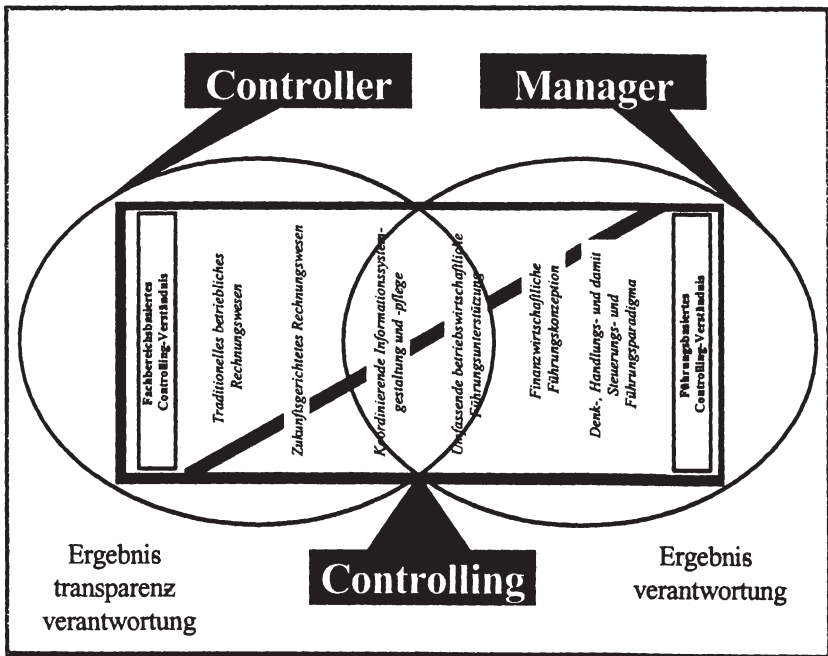 Controller
Manager
Fachbereichsbasiertes
Controlling-Verständnis
Traditionelles betriebliches
Rechnungswesen
Zukunftsgerichtetes Rechnungswesen
Koordinierende Informationssystem-
gestaltung und -pflege
Umfassende betriebswirtschaftliche
Führungsunterstützung
Finanzwirtschaftliche
Führungskonzeption
Denk-, Handlungs- und damit
Steuerungs- und
Führungsparadigma
Führungsbasiertes
Controlling-Verständnis
Ergebnis
transparenz
verantwortung
Controlling
Ergebnis
verantwortung